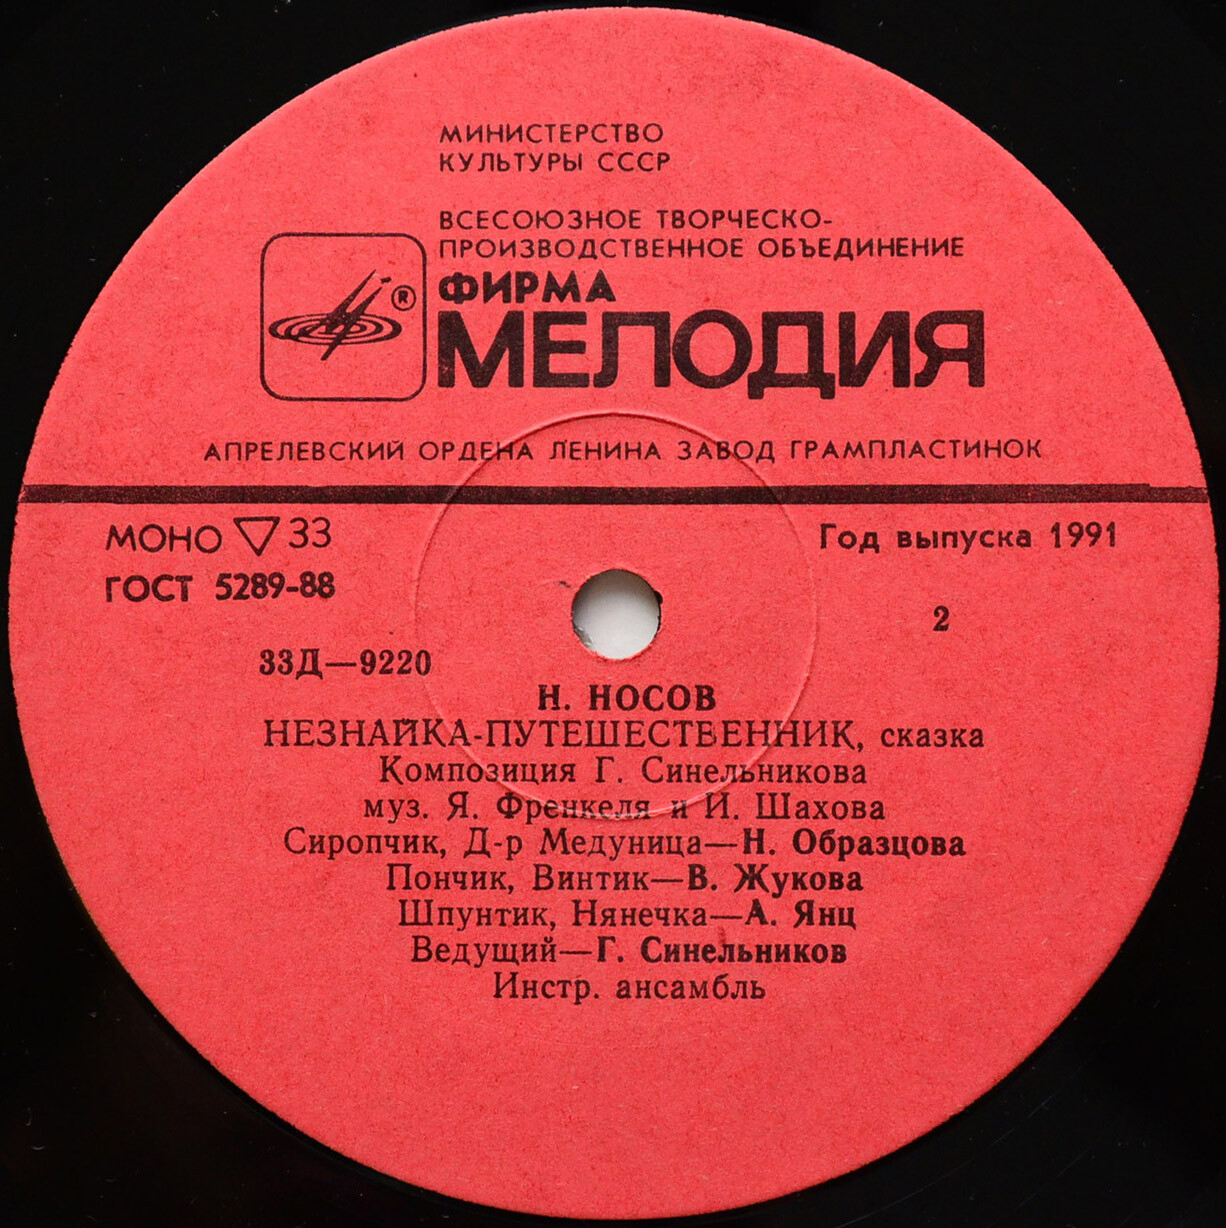 МИНИСТЕРСТВО
КУЛЬТУРЫ СССР
ВСЕСОЮЗНОЕ ТВОРЧЕСКО-
ПРОИЗВОДСТВЕННОЕ ОБЪЕДИНЕНИЕ
ФИРМА
®
МЕЛОДИЯ
АПРЕЛЕВСКИЙ ОРДЕНА ЛЕНИНА ЗАВОД ГРАМПЛАСТИНОК
МОНО ▽ 33
Год выпуска 1991
ГОСТ 5289-88
2
33Д—9220
Н. НОСОВ
НЕЗНАЙКА-ПУТЕШЕСТВЕННИК, сказка
Композиция Г. Синельникова
муз. Я. Френкеля и И. Шахова
Сиропчик, Д-р Медуница—Н. Образцова
Пончик, Винтик—В. Жукова
Шпунтик, Нянечка—А. Янц
Ведущий—Г. Синельников
Инстр. ансамбль